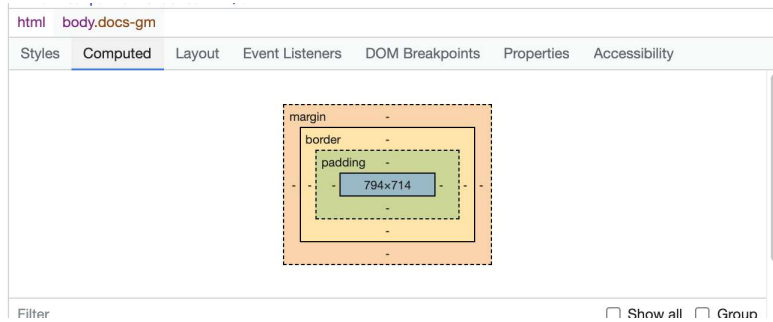 html body.docs-gm
Styles Computed Layout Event Listeners DOM Breakpoints Properties Accessibility
margin -
border -
padding -
- - - 794×714 - - -
-
-
-
Filter Show all Group